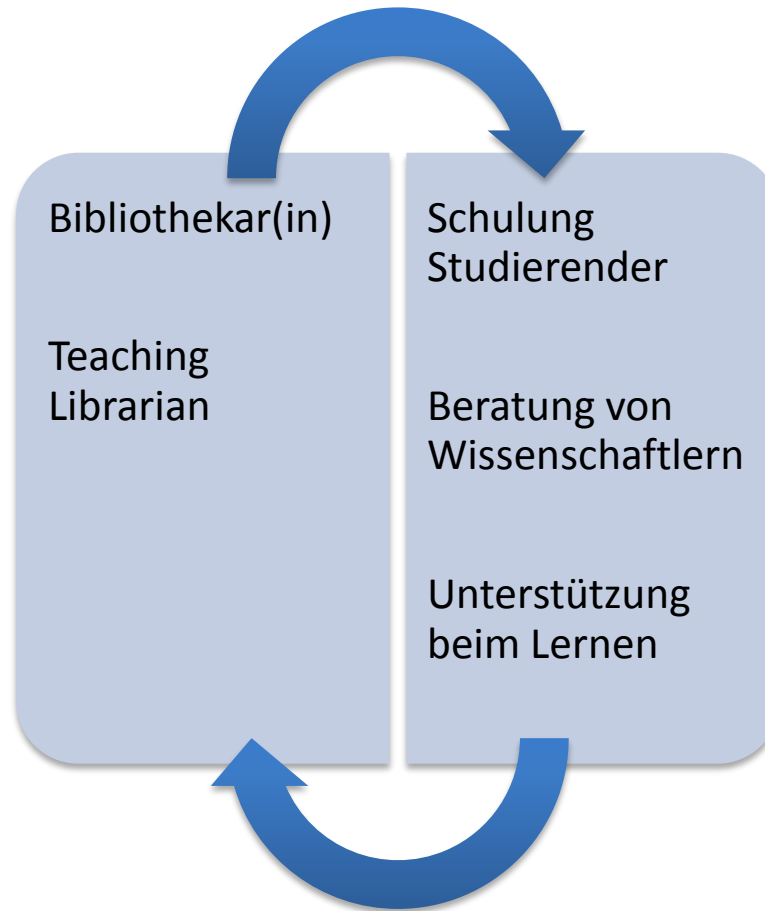 Bibliothekar(in)
Teaching
Librarian
Schulung
Studierender
Beratung von
Wissenschaftlern
Unterstützung
beim Lernen